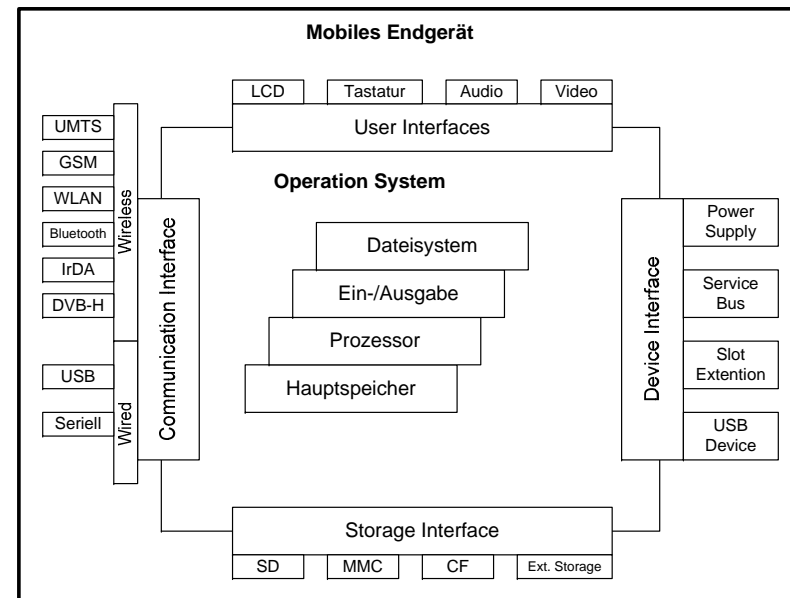 Mobiles Endgerät
LCD
Tastatur
Audio
Video
User Interfaces
UMTS
GSM
WLAN
Bluetooth
IrDA
DVB-H
USB
Seriell
Wireless
Wired
Communication Interface
Operation System
Dateisystem
Ein-/Ausgabe
Prozessor
Hauptspeicher
Device Interface
Power
Supply
Service
Bus
Slot
Extention
USB
Device
Storage Interface
SD
MMC
CF
Ext. Storage